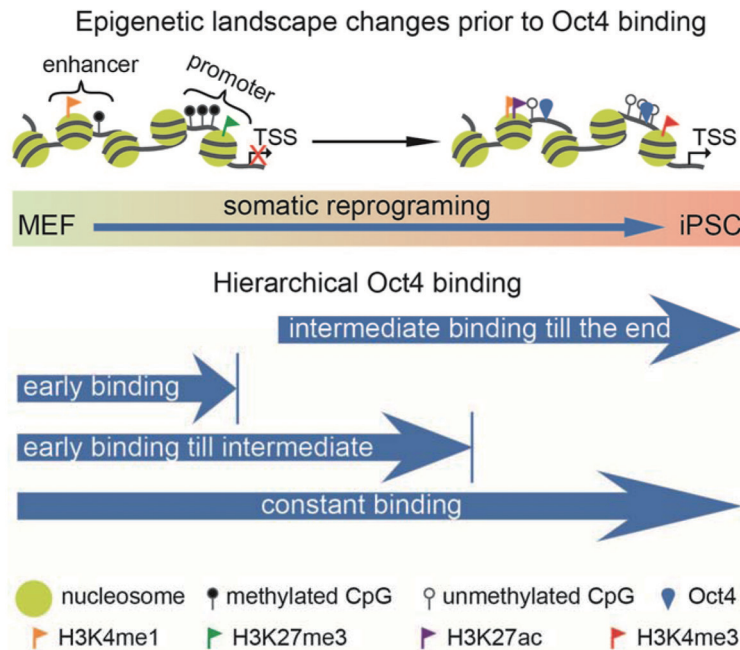 Epigenetic landscape changes prior to Oct4 binding
enhancer
promoter
TSS
TSS
somatic reprograming
MEF
iPSC
Hierarchical Oct4 binding
intermediate binding till the end
early binding
early binding till intermediate
constant binding
nucleosome
methylated CpG
unmethylated CpG
Oct4
H3K4me1
H3K27me3
H3K27ac
H3K4me3